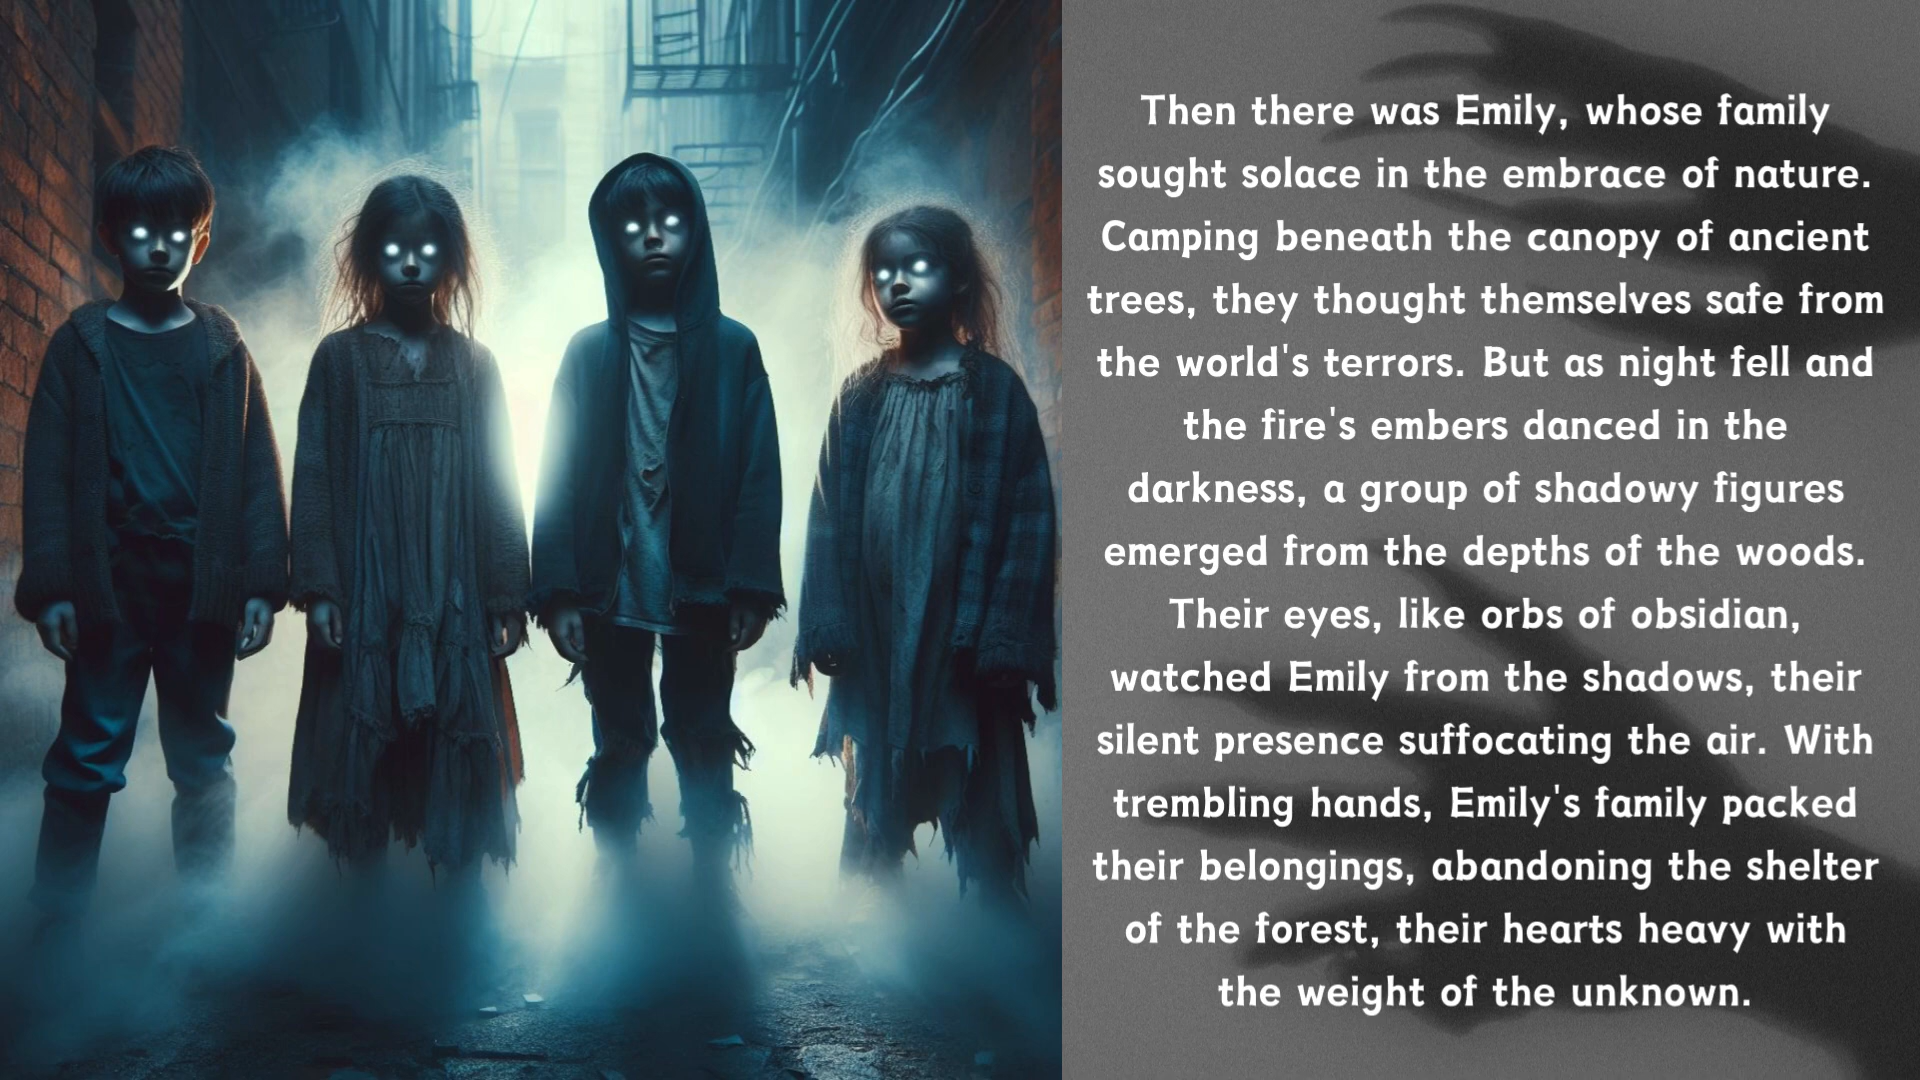 Then there was Emily, whose family
sought solace in the embrace of nature.
Camping beneath the canopy of ancient
trees, they thought themselves safe from
the world's terrors. But as night fell and
the fire's embers danced in the
darkness, a group of shadowy figures
emerged from the depths of the woods.
Their eyes, like orbs of obsidian,
watched Emily from the shadows, their
silent presence suffocating the air. With
trembling hands, Emily's family packed
their belongings, abandoning the shelter
of the forest, their hearts heavy with
the weight of the unknown.